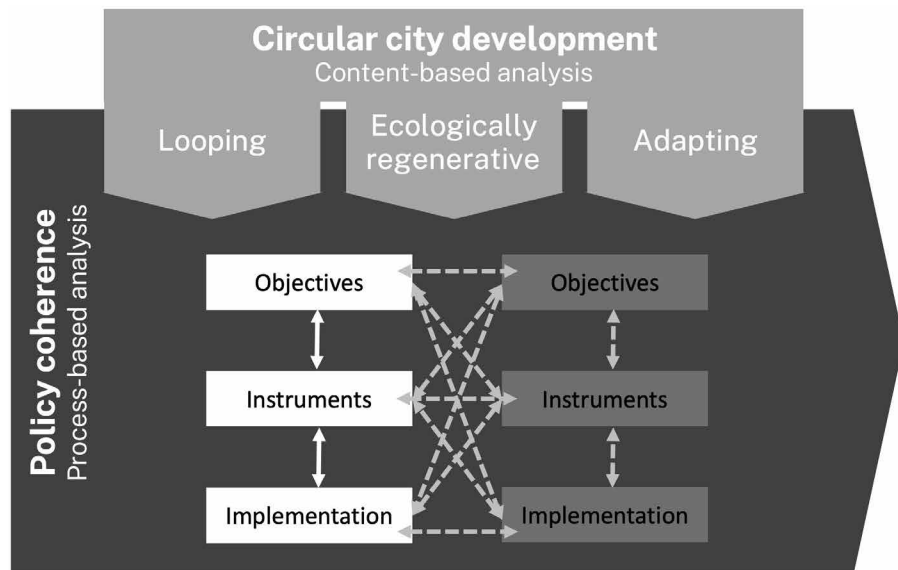 Circular city development
Content-based analysis
Looping
Ecologically
regenerative
Adapting
Policy coherence
Process-based analysis
Objectives
Objectives
Instruments
Instruments
Implementation
Implementation